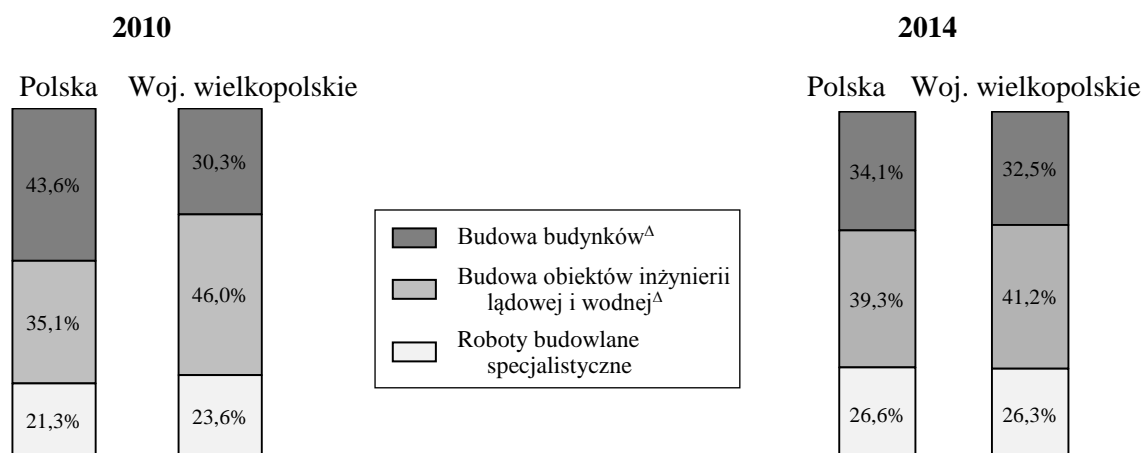 2010
2014
Polska
Woj. wielkopolskie
Polska
Woj. wielkopolskie
43,6%
35,1%
21,3%
30,3%
46,0%
23,6%
Budowa budynków^Δ
Budowa obiektów inżynierii
lądowej i wodnej^Δ
Roboty budowlane
specjalistyczne
34,1%
39,3%
26,6%
32,5%
41,2%
26,3%